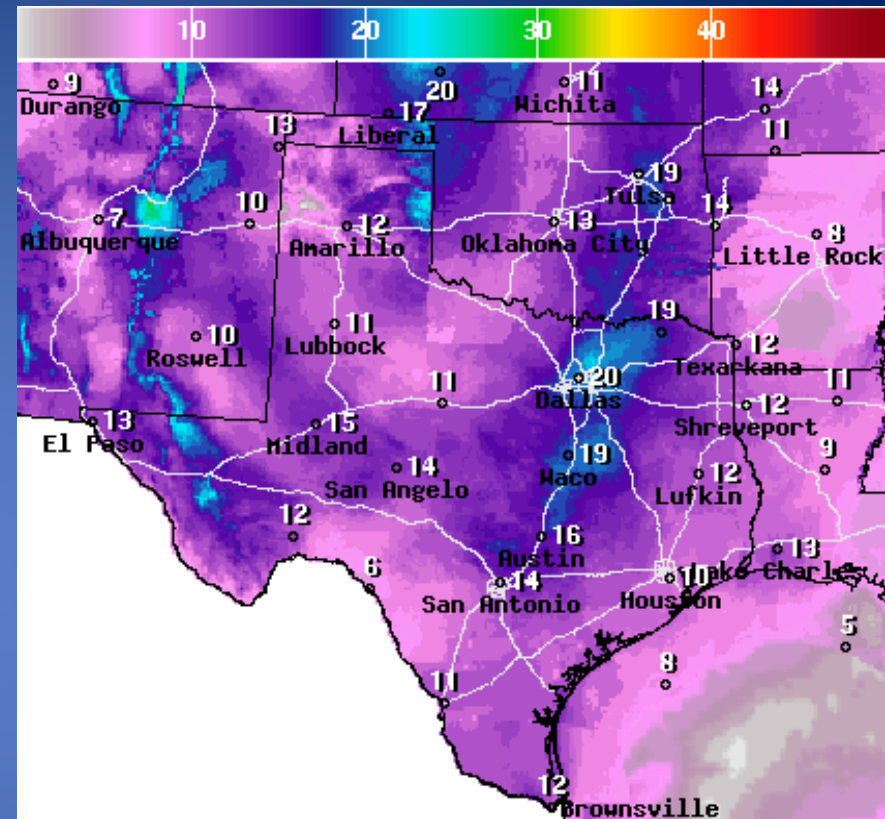 10 20 30 40
9 20 11 14
Durango Wichita
17
Liberal
13 11
19
Tulsa
7 10 12 13 14 8
Albuquerque Amarillo Oklahoma City Little Rock
10 11 19 12
Roswell Lubbock Texarkana
20
Dallas
11 12 11
Shreveport
13 15
El Paso Midland
14 19 12 9
San Angelo Waco Lufkin
12 16 13
Austin Lake Charles
6 14 10
San Antonio Houston
5
8
11
12
Brownsville